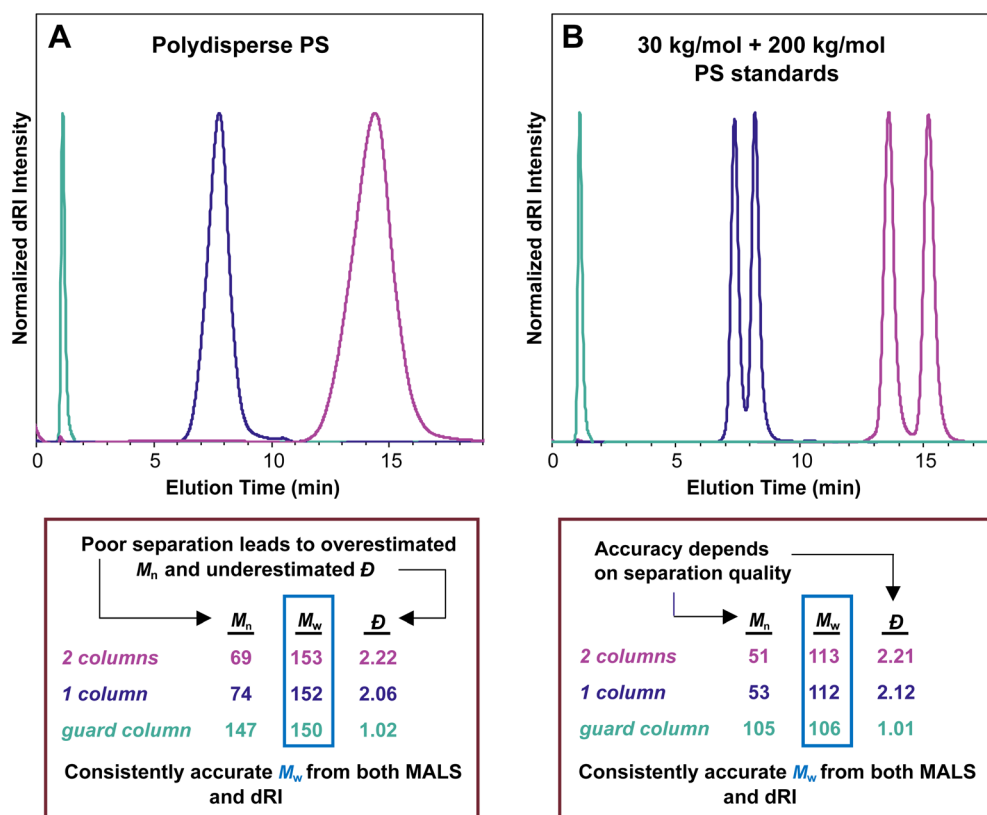 A
Polydisperse PS
Normalized dRI Intensity
0 5 10 15
Elution Time (min)
Poor separation leads to overestimated
Mn and underestimated Đ
Mn Mw Đ
2 columns 69 153 2.22
1 column 74 152 2.06
guard column 147 150 1.02
Consistently accurate Mw from both MALS
and dRI
B
30 kg/mol + 200 kg/mol
PS standards
Normalized dRI Intensity
0 5 10 15
Elution Time (min)
Accuracy depends
on separation quality
Mn Mw Đ
2 columns 51 113 2.21
1 column 53 112 2.12
guard column 105 106 1.01
Consistently accurate Mw from both MALS
and dRI